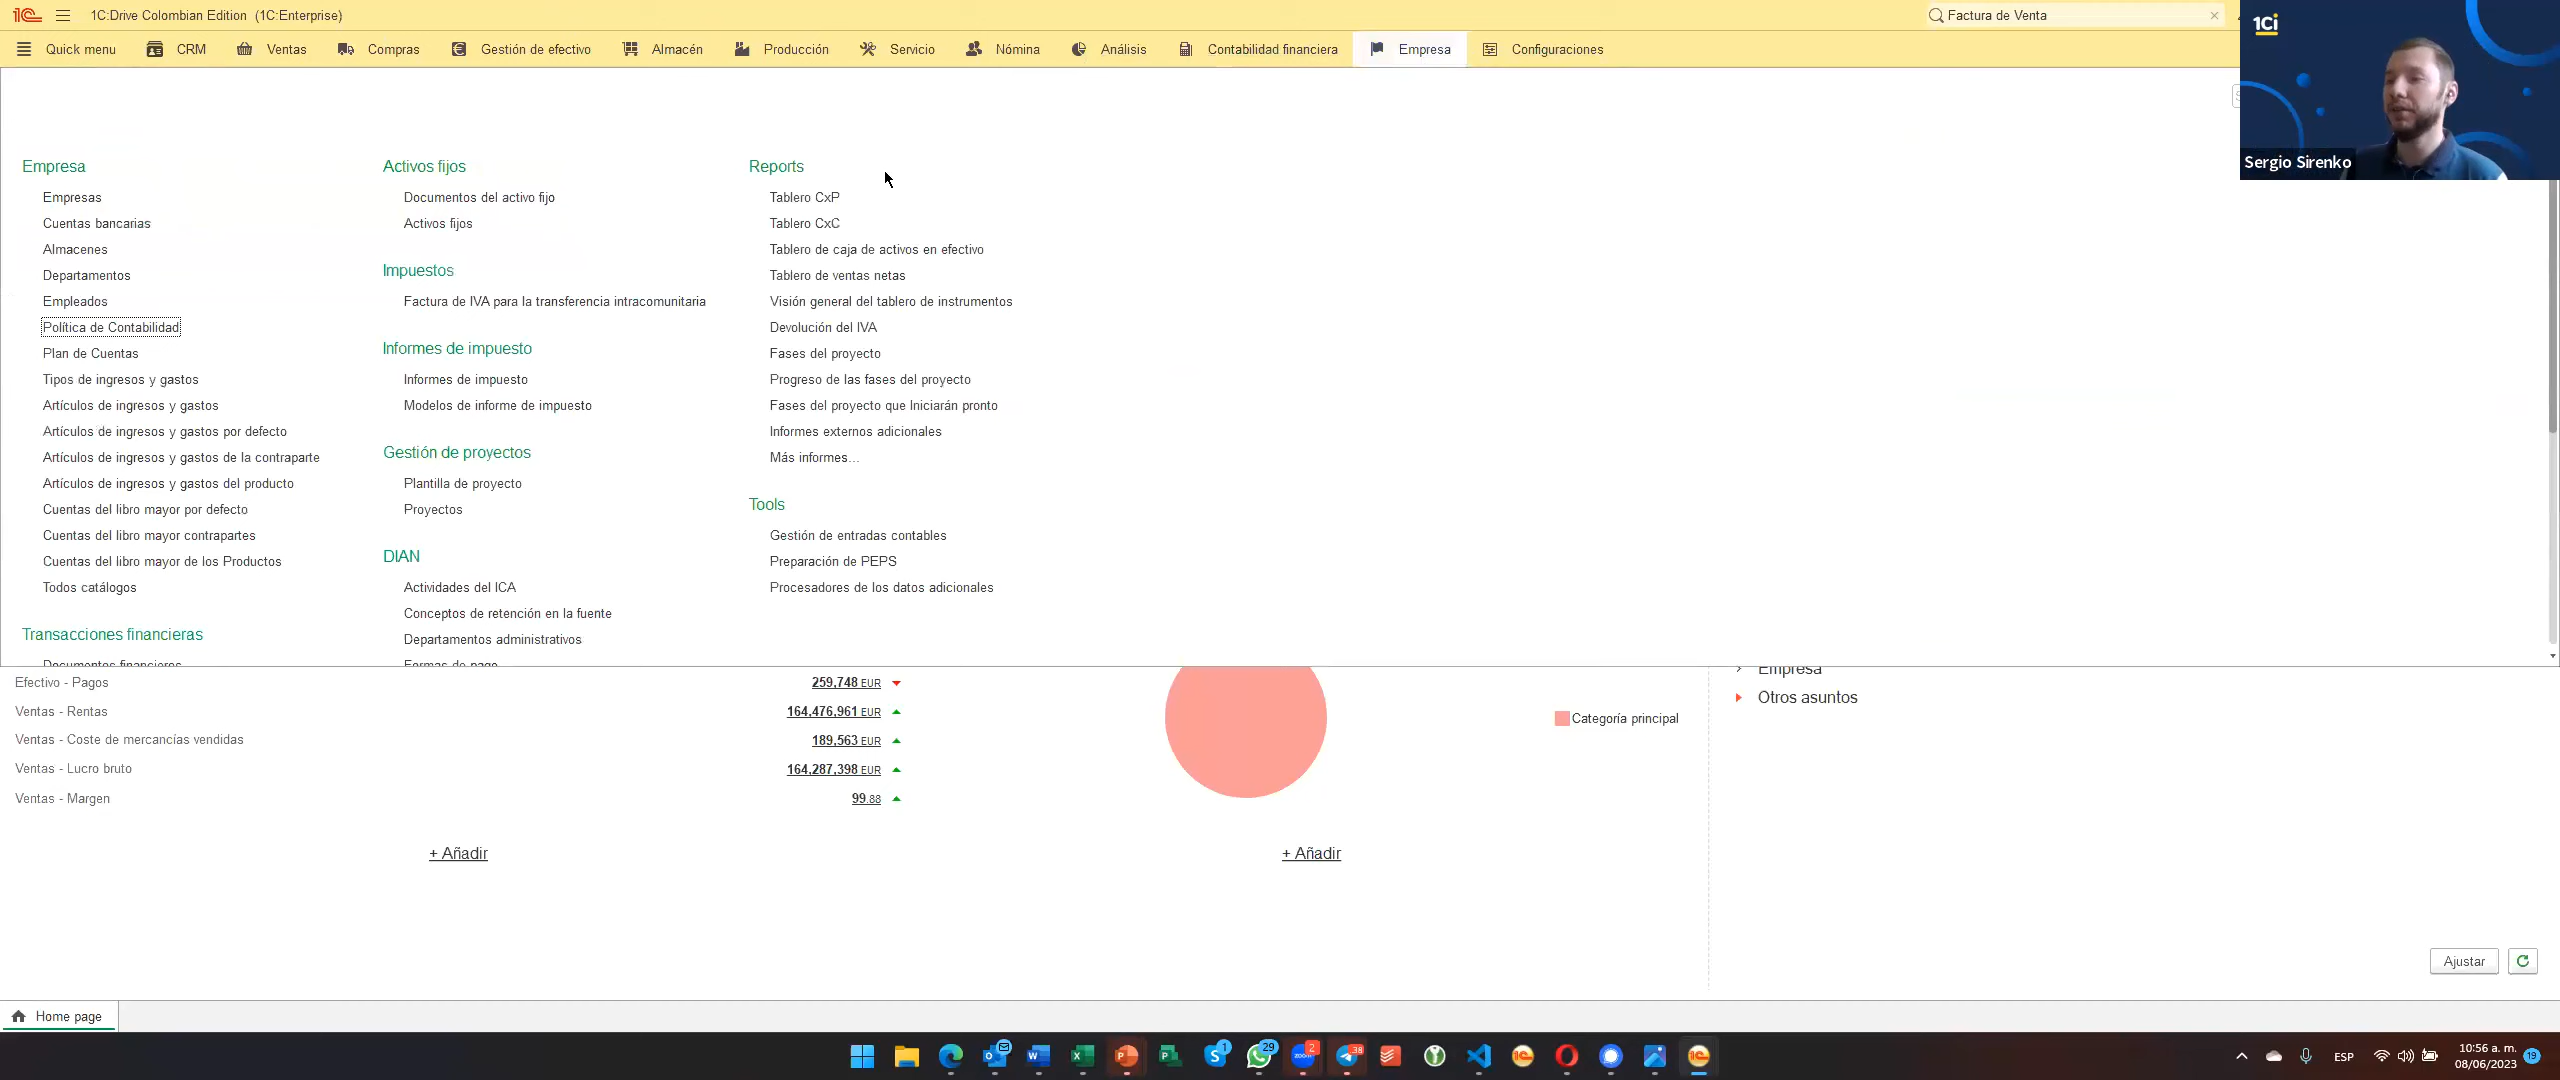 1C:Drive Colombian Edition (1C:Enterprise)
Factura de Venta
Quick menu
CRM
Ventas
Compras
Gestión de efectivo
Almacén
Producción
Servicio
Nómina
Análisis
Contabilidad financiera
Empresa
Configuraciones
1Ci
Sergio Sirenko
Empresa
Empresas
Cuentas bancarias
Almacenes
Departamentos
Empleados
Política de Contabilidad
Plan de Cuentas
Tipos de ingresos y gastos
Artículos de ingresos y gastos
Artículos de ingresos y gastos por defecto
Artículos de ingresos y gastos de la contraparte
Artículos de ingresos y gastos del producto
Cuentas del libro mayor por defecto
Cuentas del libro mayor contrapartes
Cuentas del libro mayor de los Productos
Todos catálogos
Transacciones financieras
Documentos financieros
Activos fijos
Documentos del activo fijo
Activos fijos
Impuestos
Factura de IVA para la transferencia intracomunitaria
Informes de impuesto
Informes de impuesto
Modelos de informe de impuesto
Gestión de proyectos
Plantilla de proyecto
Proyectos
DIAN
Actividades del ICA
Conceptos de retención en la fuente
Departamentos administrativos
Formas de pago
Reports
Tablero CxP
Tablero CxC
Tablero de caja de activos en efectivo
Tablero de ventas netas
Visión general del tablero de instrumentos
Devolución del IVA
Fases del proyecto
Progreso de las fases del proyecto
Fases del proyecto que Iniciarán pronto
Informes externos adicionales
Más informes...
Tools
Gestión de entradas contables
Preparación de PEPS
Procesadores de los datos adicionales
Efectivo - Pagos 259,748 EUR
Ventas - Rentas 164,476,961 EUR
Ventas - Coste de mercancías vendidas 189,563 EUR
Ventas - Lucro bruto 164,287,398 EUR
Ventas - Margen 99.88
+ Añadir
Categoría principal
+ Añadir
Empresa
Otros asuntos
Ajustar
Home page
1
29
2
38
zoom
ESP
10:56 a. m.
08/06/2023
19